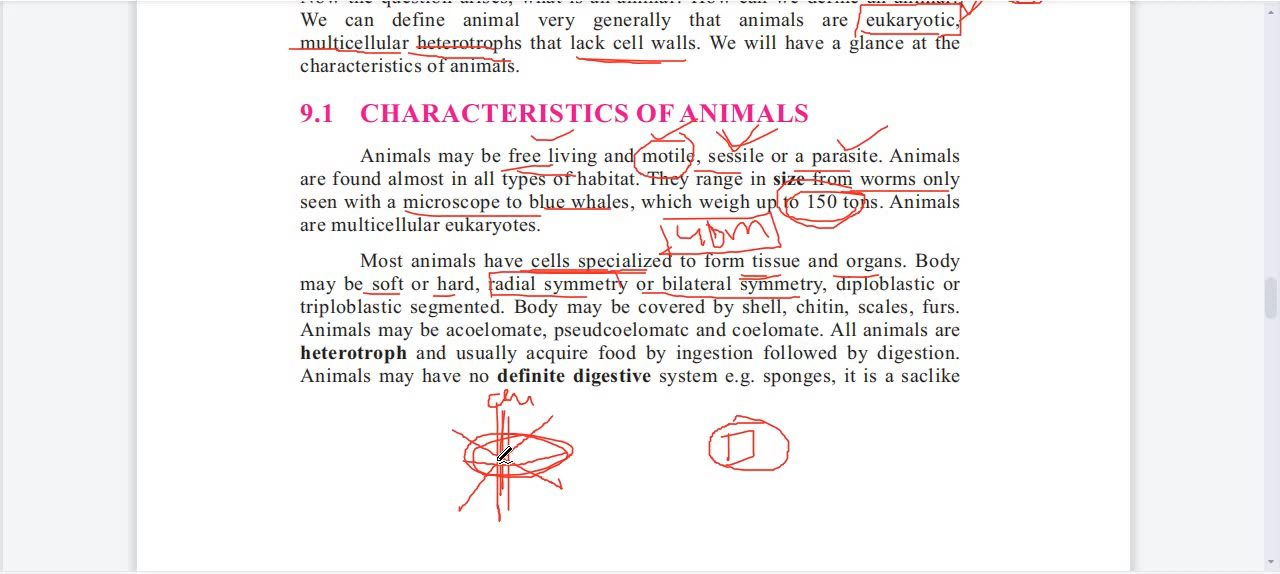 We can define animal very generally that animals are eukaryotic,
multicellular heterotrophs that lack cell walls. We will have a glance at the
characteristics of animals.
9.1 CHARACTERISTICS OF ANIMALS
Animals may be free living and motile, sessile or a parasite. Animals
are found almost in all types of habitat. They range in size from worms only
seen with a microscope to blue whales, which weigh up to 150 tons. Animals
are multicellular eukaryotes.
Most animals have cells specialized to form tissue and organs. Body
may be soft or hard, radial symmetry or bilateral symmetry, diploblastic or
triploblastic segmented. Body may be covered by shell, chitin, scales, furs.
Animals may be acoelomate, pseudcoelomatc and coelomate. All animals are
heterotroph and usually acquire food by ingestion followed by digestion.
Animals may have no definite digestive system e.g. sponges, it is a saclike